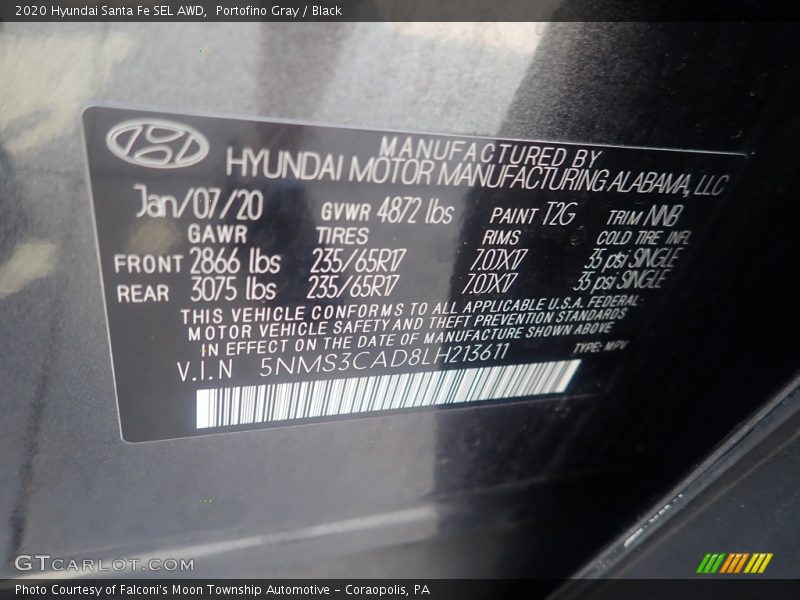 2020 Hyundai Santa Fe SEL AWD, Portofino Gray / Black
MANUFACTURED BY
HYUNDAI MOTOR MANUFACTURING ALABAMA, LLC
Jan/07/20 GVWR 4872 lbs PAINT T2G TRIM NNB
GAWR TIRES RIMS COLD TIRE INFL
FRONT 2866 lbs 235/65R17 7.0JX17 35 psi SINGLE
REAR 3075 lbs 235/65R17 7.0JX17 35 psi SINGLE
THIS VEHICLE CONFORMS TO ALL APPLICABLE U.S.A. FEDERAL
MOTOR VEHICLE SAFETY AND THEFT PREVENTION STANDARDS
IN EFFECT ON THE DATE OF MANUFACTURE SHOWN ABOVE
V.I.N 5NMS3CAD8LH213611 TYPE: MPV
GTCARLOT.COM
Photo Courtesy of Falconi's Moon Township Automotive - Coraopolis, PA